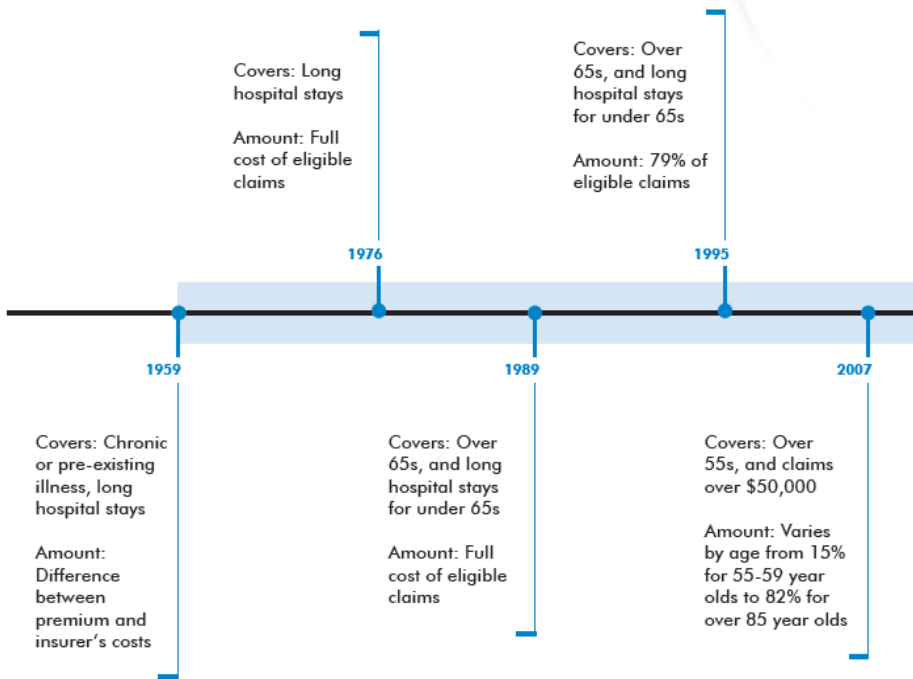 1959
Covers: Chronic
or pre-existing
illness, long
hospital stays
Amount:
Difference
between
premium and
insurer's costs
1976
Covers: Long
hospital stays
Amount: Full
cost of eligible
claims
1989
Covers: Over
65s, and long
hospital stays
for under 65s
Amount: Full
cost of eligible
claims
1995
Covers: Over
65s, and long
hospital stays
for under 65s
Amount: 79% of
eligible claims
2007
Covers: Over
55s, and claims
over $50,000
Amount: Varies
by age from 15%
for 55-59 year
olds to 82% for
over 85 year olds